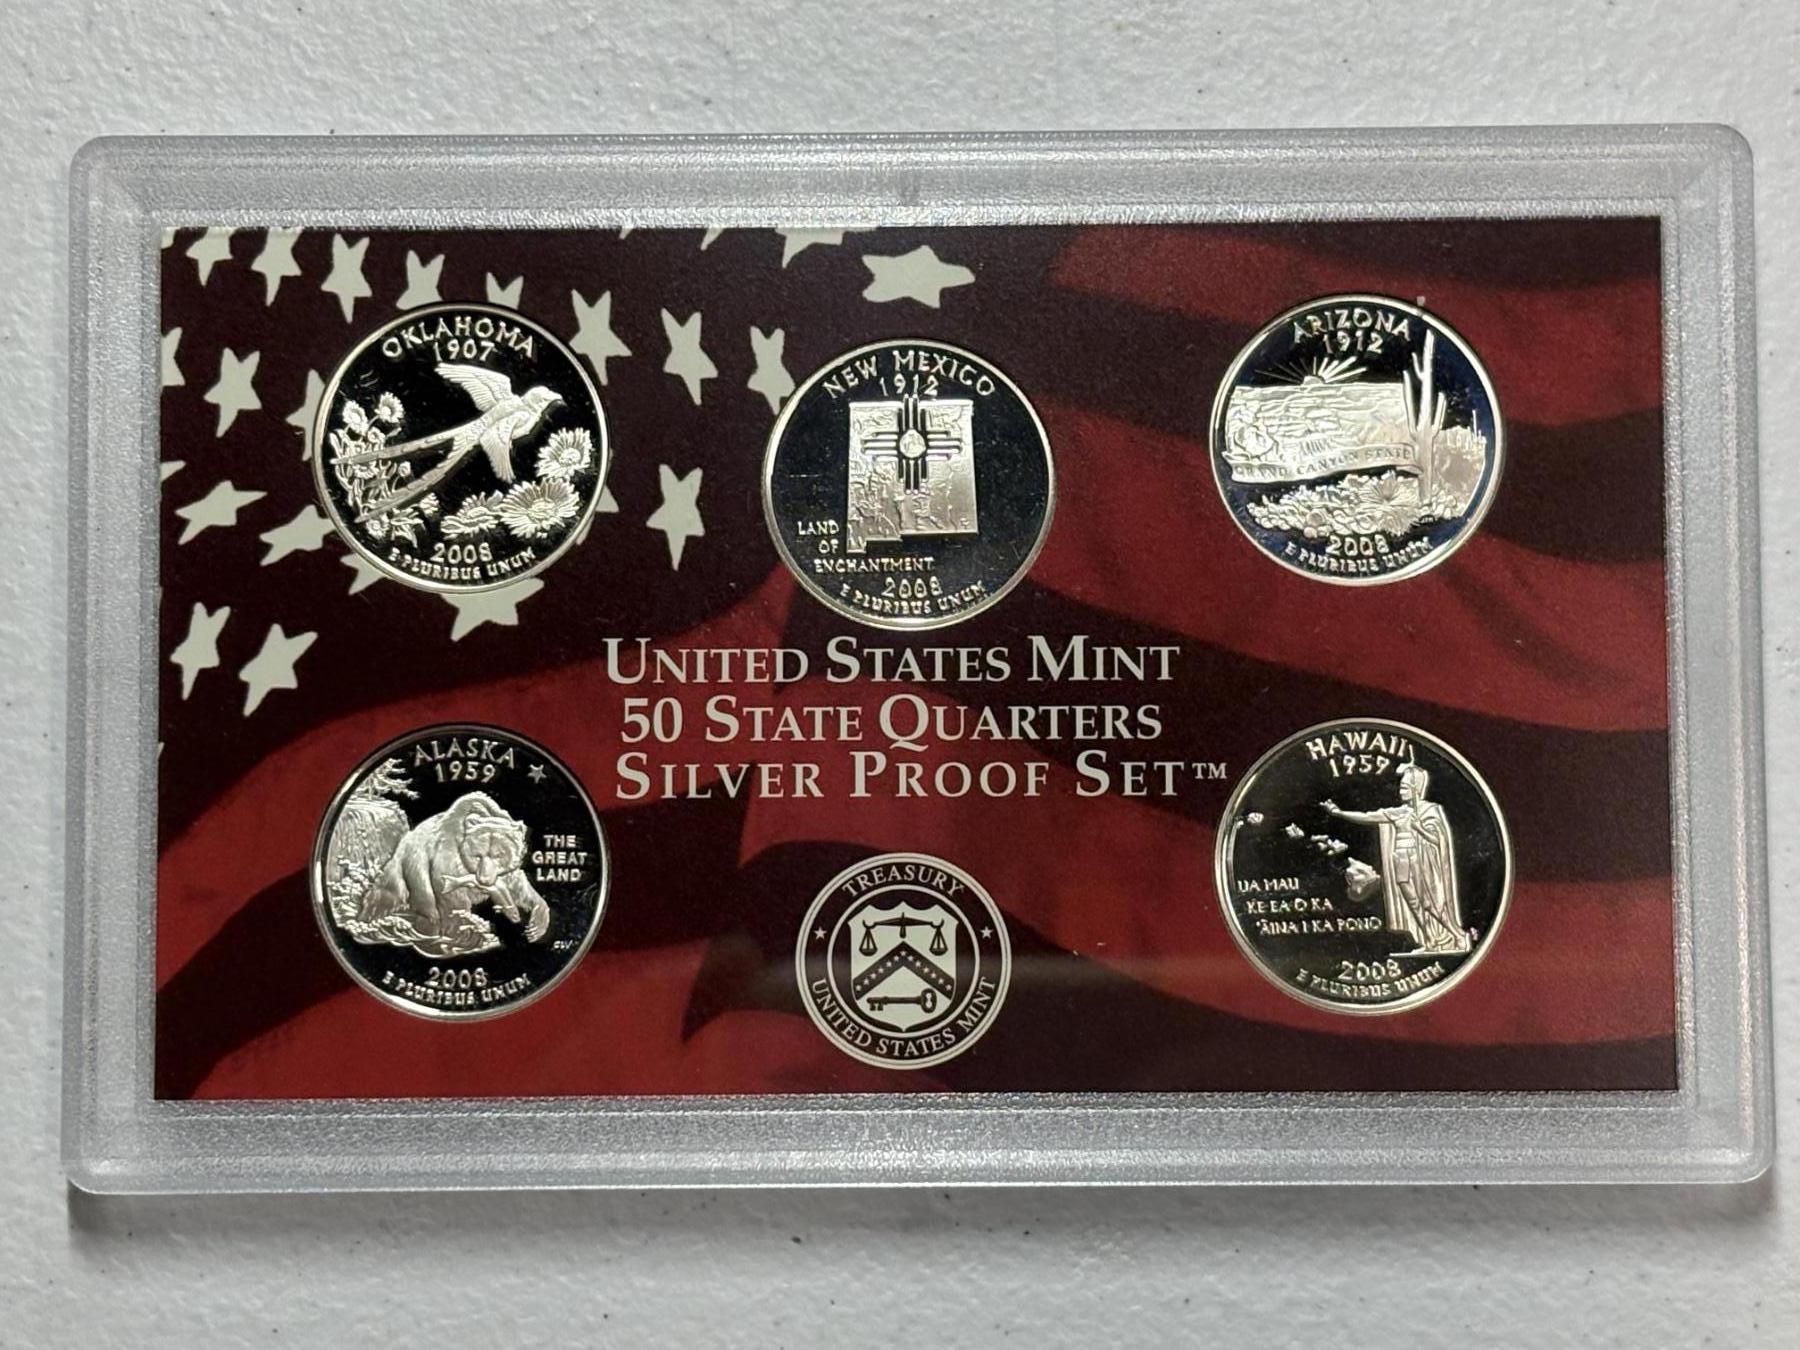 OKLAHOMA
1907
2008
E PLURIBUS UNUM
NEW MEXICO
1912
LAND
OF
ENCHANTMENT
2008
E PLURIBUS UNUM
ARIZONA
1912
GRAND CANYON STATE
2008
E PLURIBUS UNUM
UNITED STATES MINT
50 STATE QUARTERS
SILVER PROOF SET™
ALASKA
1959
THE
GREAT
LAND
2008
E PLURIBUS UNUM
TREASURY
UNITED STATES MINT
HAWAII
1959
UA MAU
KE EA O KA
ʻĀINA I KA PONO
2008
E PLURIBUS UNUM